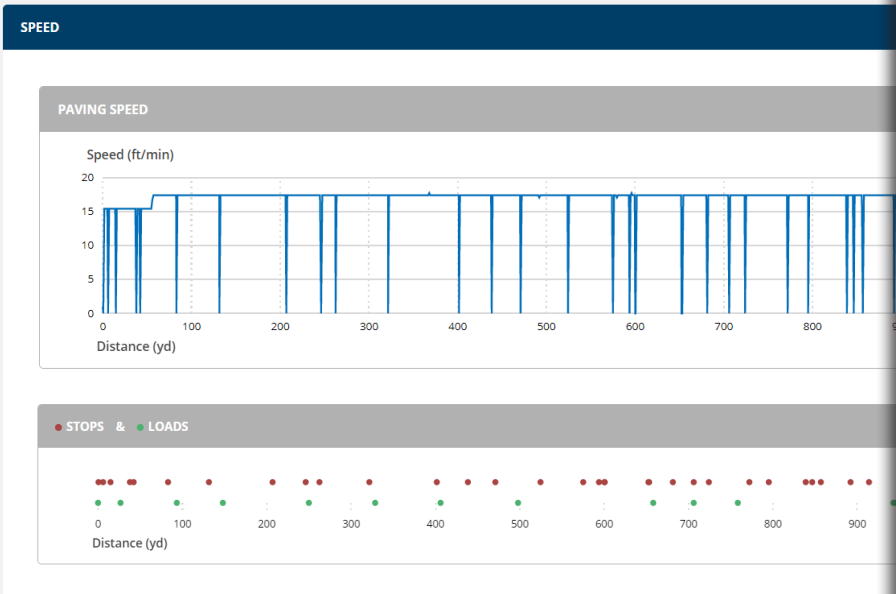 SPEED
PAVING SPEED
Speed (ft/min)
20
15
10
5
0
0 100 200 300 400 500 600 700 800
Distance (yd)
STOPS & LOADS
0 100 200 300 400 500 600 700 800 900
Distance (yd)